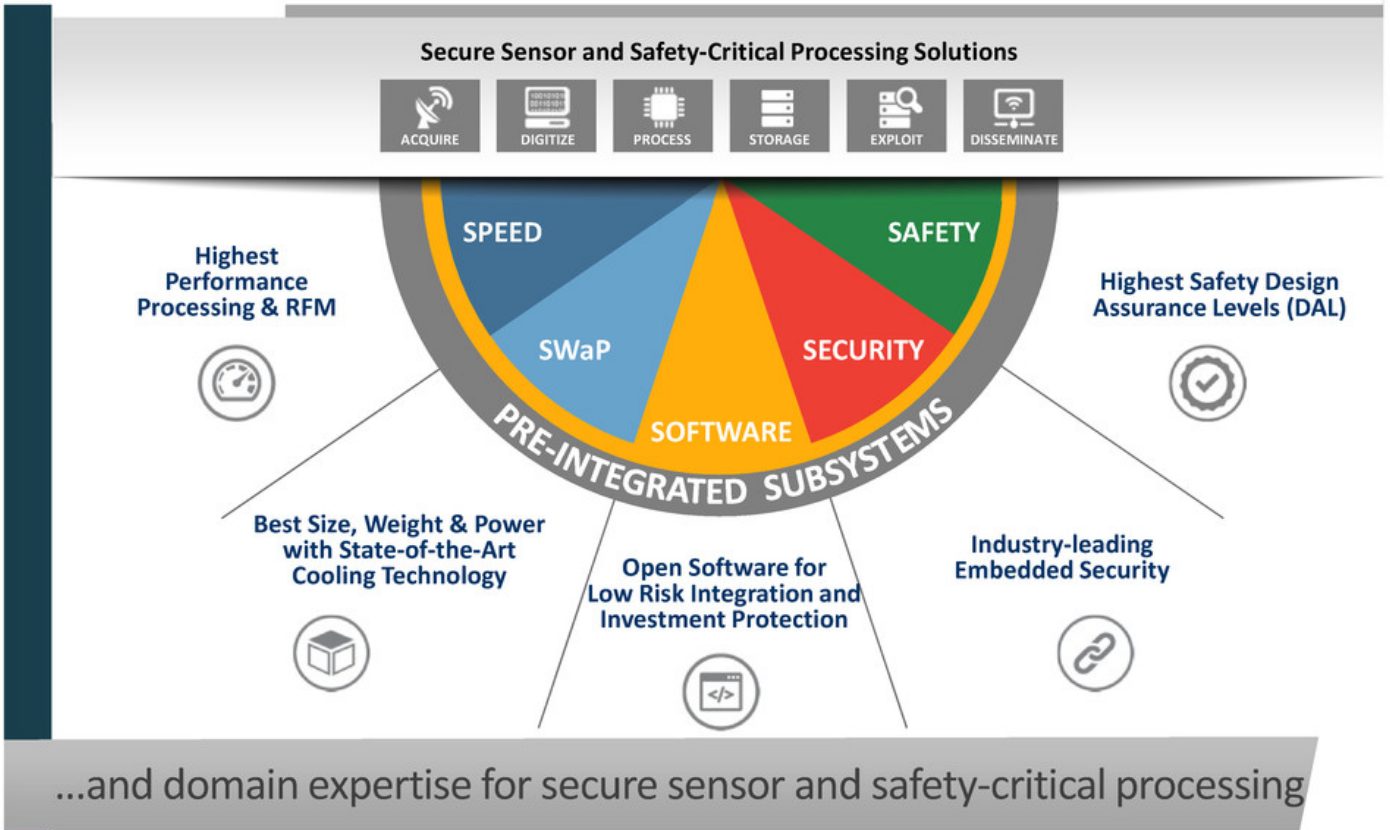 Secure Sensor and Safety-Critical Processing Solutions
ACQUIRE
DIGITIZE
PROCESS
STORAGE
EXPLOIT
DISSEMINATE
SPEED
SWaP
SOFTWARE
SECURITY
SAFETY
PRE-INTEGRATED SUBSYSTEMS
Highest
Performance
Processing & RFM
Best Size, Weight & Power
with State-of-the-Art
Cooling Technology
Open Software for
Low Risk Integration and
Investment Protection
</>
Industry-leading
Embedded Security
Highest Safety Design
Assurance Levels (DAL)
...and domain expertise for secure sensor and safety-critical processing